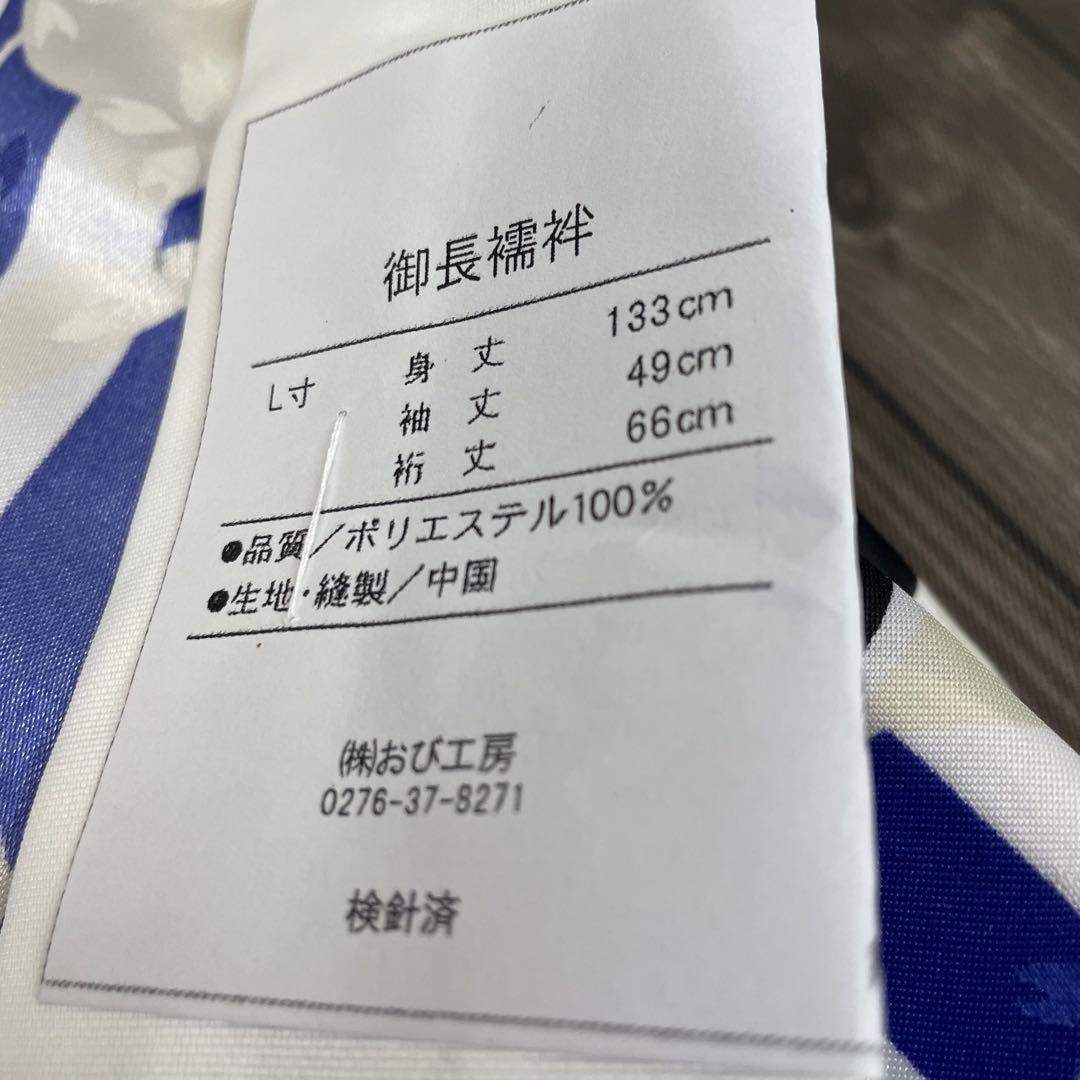 御長襦袢
L寸 身丈 133cm
袖丈 49cm
裄丈 66cm
●品質/ポリエステル100%
●生地・縫製/中国
㈱おび工房
0276-37-8271
検針済